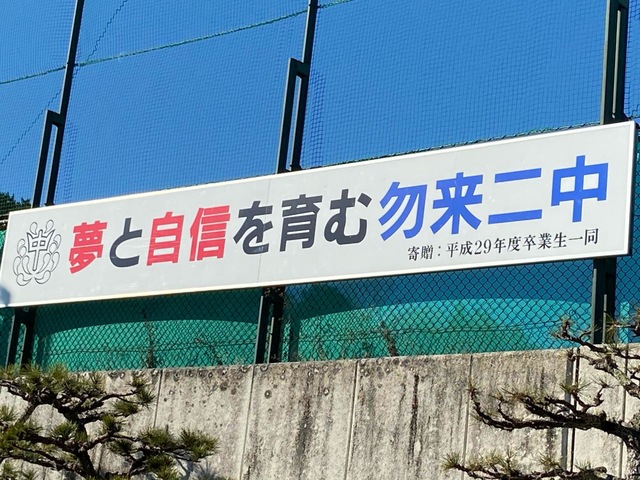 夢と自信を育む勿来二中
寄贈：平成29年度卒業生一同